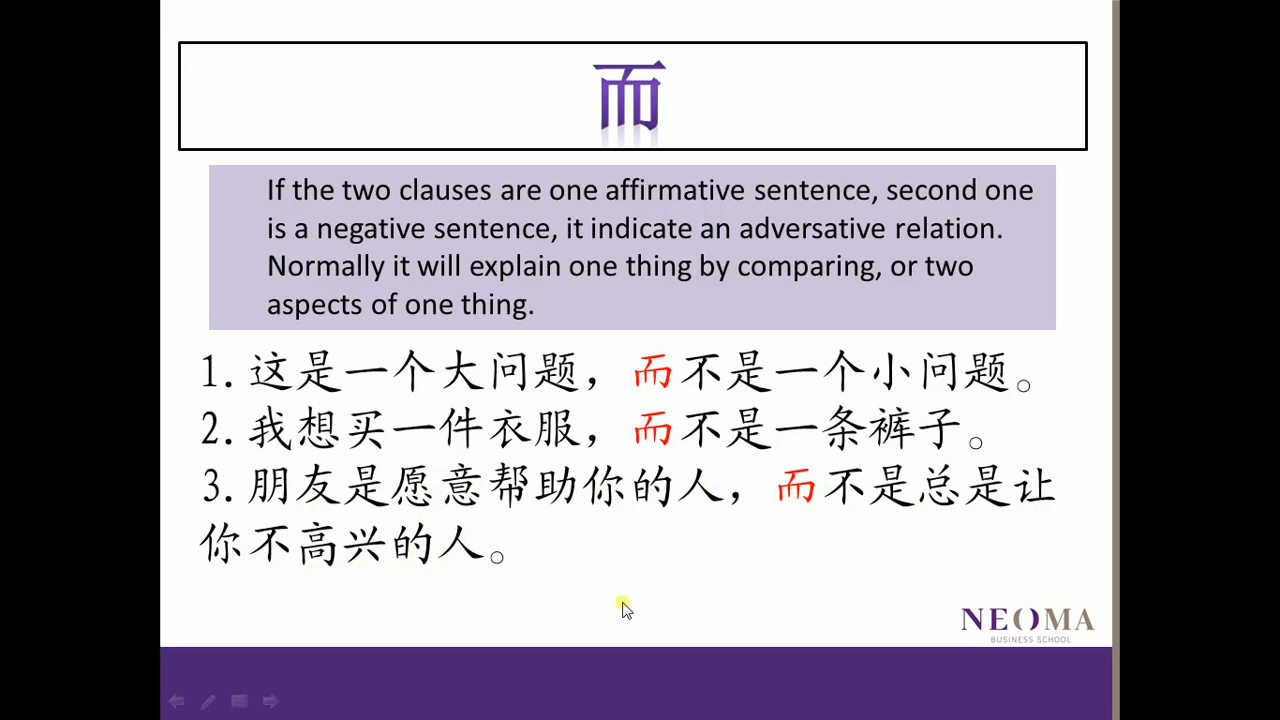 而
If the two clauses are one affirmative sentence, second one
is a negative sentence, it indicate an adversative relation.
Normally it will explain one thing by comparing, or two
aspects of one thing.
1.这是一个大问题，而不是一个小问题。
2.我想买一件衣服，而不是一条裤子。
3.朋友是愿意帮助你的人，而不是总是让
你不高兴的人。
NEOMA
BUSINESS SCHOOL